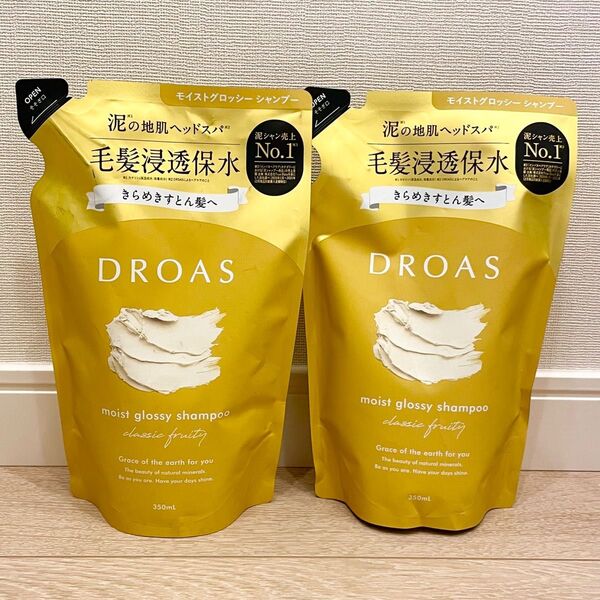 OPEN
モイストグロッシー シャンプー
泥の地肌ヘッドスパ
泥シャン売上
No.1
毛髪浸透保水
きらめきすとん髪へ
DROAS
moist glossy shampoo
classic fruity
Grace of the earth for you
The beauty of natural minerals.
Be as you are. Have your days shine.
350mL
OPEN
モイストグロッシー シャンプー
泥の地肌ヘッドスパ
泥シャン売上
No.1
毛髪浸透保水
きらめきすとん髪へ
DROAS
moist glossy shampoo
classic fruity
Grace of the earth for you
The beauty of natural minerals.
Be as you are. Have your days shine.
350mL